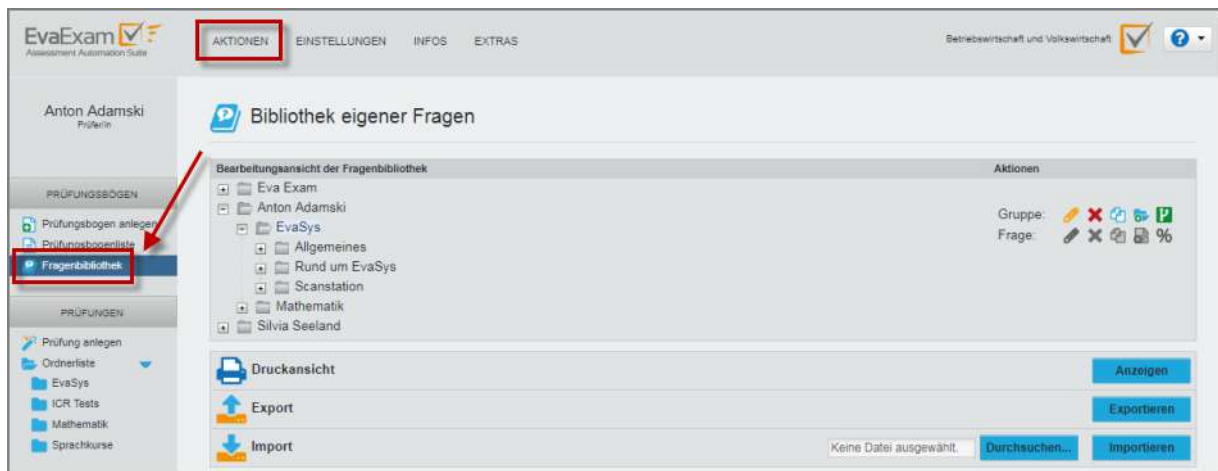 EvaExam
Assessment Automation Suite
AKTIONEN EINSTELLUNGEN INFOS EXTRAS
Betriebswirtschaft und Volkswirtschaft
Anton Adamski
Prüfer/in
PRÜFUNGSBÖGEN
Prüfungsbogen anlegen
Prüfungsbogenliste
Fragenbibliothek
PRÜFUNGEN
Prüfung anlegen
Ordnerliste
EvaSys
ICR Tests
Mathematik
Sprachkurse
Bibliothek eigener Fragen
Bearbeitungsansicht der Fragenbibliothek Aktionen
Eva Exam
Anton Adamski
EvaSys
Allgemeines
Rund um EvaSys
Scanstation
Mathematik
Silvia Seeland
Gruppe:
Frage:
Druckansicht Anzeigen
Export Exportieren
Import Keine Datei ausgewählt. Durchsuchen... Importieren